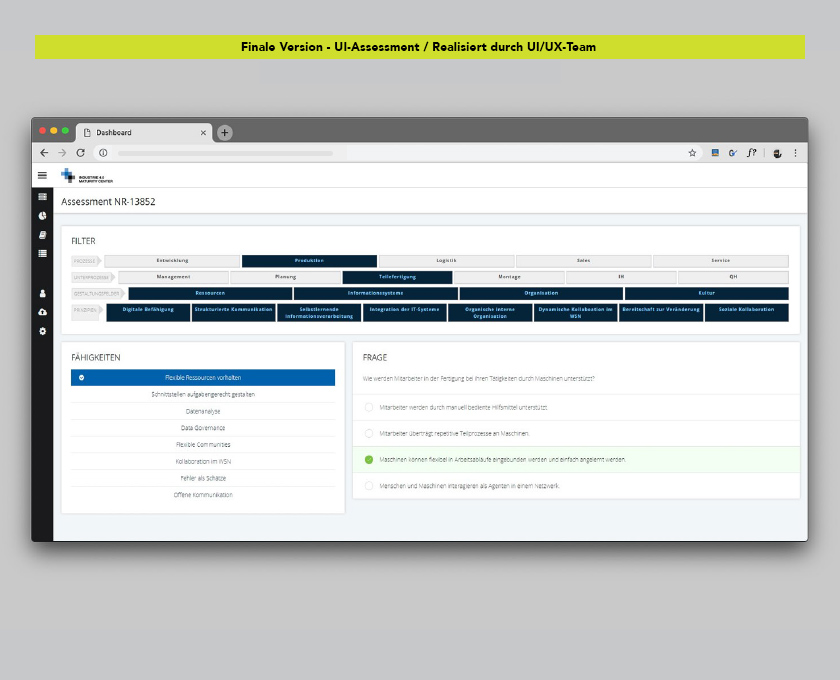 Finale Version - UI-Assessment / Realisiert durch UI/UX-Team
Dashboard
INDUSTRIE 4.0
MATURITY CENTER
Assessment NR-13852
FILTER
PROZESSE Entwicklung Produktion Logistik Sales Service
UNTERPROZESSE Management Planung Teilefertigung Montage IH QH
GESTALTUNGSFELDER Ressourcen Informationssysteme Organisation Kultur
PRINZIPIEN Digitale Befähigung Strukturierte Kommunikation Selbstlernende Informationsverarbeitung Integration der IT-Systeme Organische interne Organisation Dynamische Kollaboation im WSN Bereitschaft zur Veränderung Soziale Kollaboration
FÄHIGKEITEN
Flexible Ressourcen vorhalten
Schnittstellen aufgabengerecht gestalten
Datenanalyse
Data Governance
Flexible Communities
Kollaboration im WSN
Fehler als Schätze
Offene Kommunikation
FRAGE
Wie werden Mitarbeiter in der Fertigung bei ihren Tätigkeiten durch Maschinen unterstützt?
Mitarbeiter werden durch manuell bediente Hilfsmittel unterstützt.
Mitarbeiter überträgt repetitive Teilprozesse an Maschinen.
Maschinen können flexibel in Arbeitsabläufe eingebunden werden und einfach angelernt werden.
Menschen und Maschinen interagieren als Agenten in einem Netzwerk.